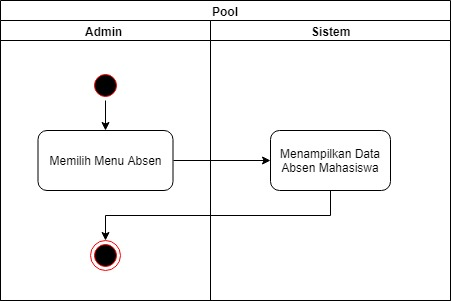 Pool
Admin
Sistem
Memilih Menu Absen
Menampilkan Data
Absen Mahasiswa